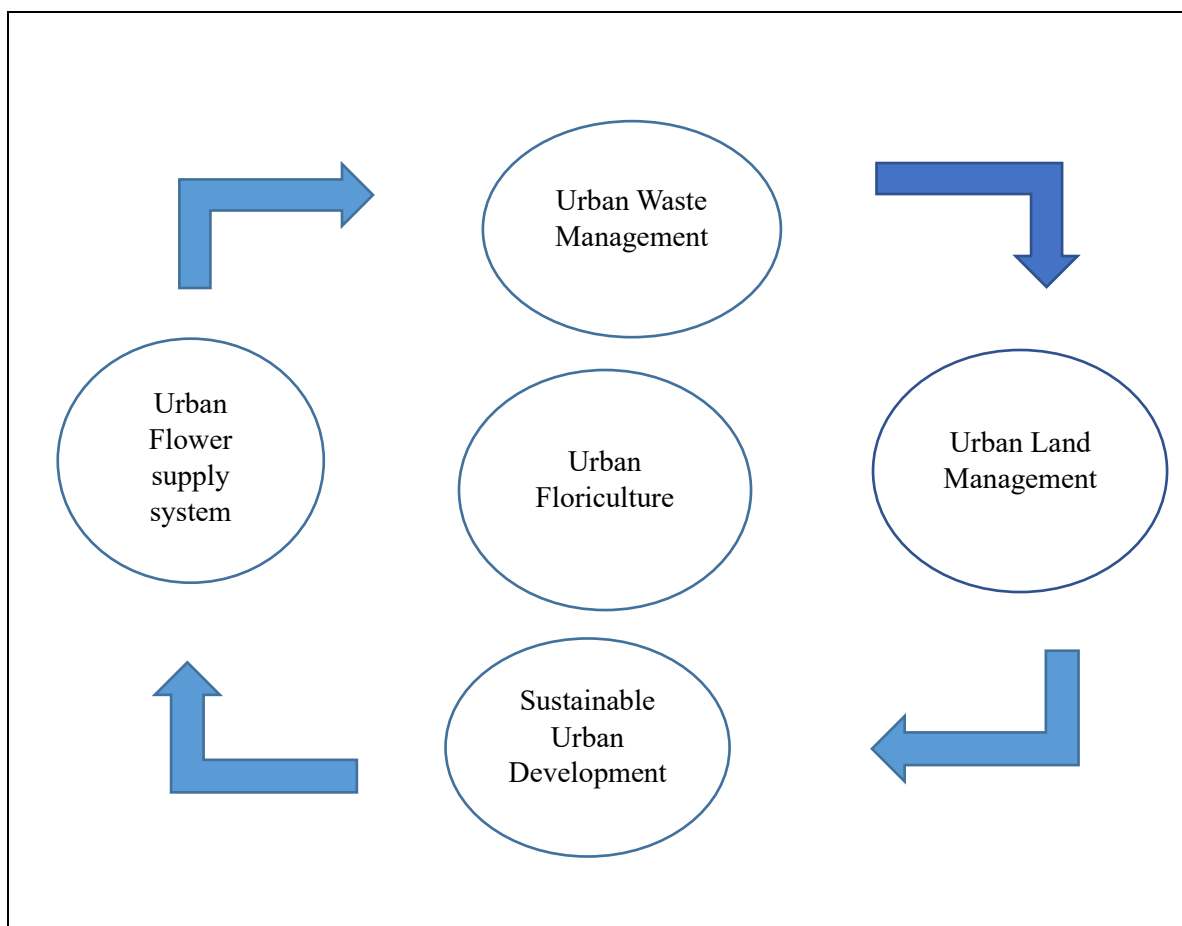 Urban Waste
Management
Urban
Flower
supply
system
Urban
Floriculture
Urban Land
Management
Sustainable
Urban
Development